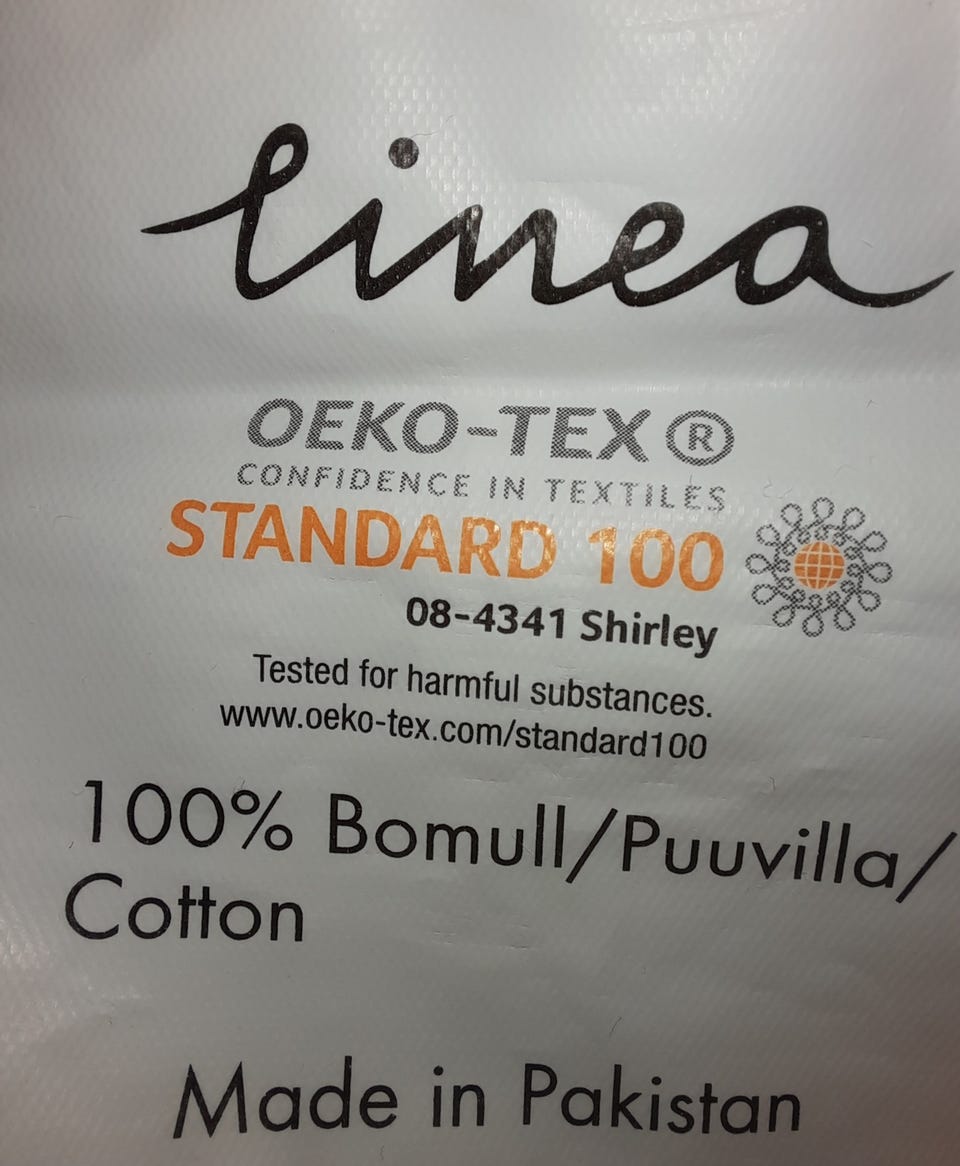 linea
OEKO-TEX®
CONFIDENCE IN TEXTILES
STANDARD 100
08-4341 Shirley
Tested for harmful substances.
www.oeko-tex.com/standard100
100% Bomull/Puuvilla/
Cotton
Made in Pakistan